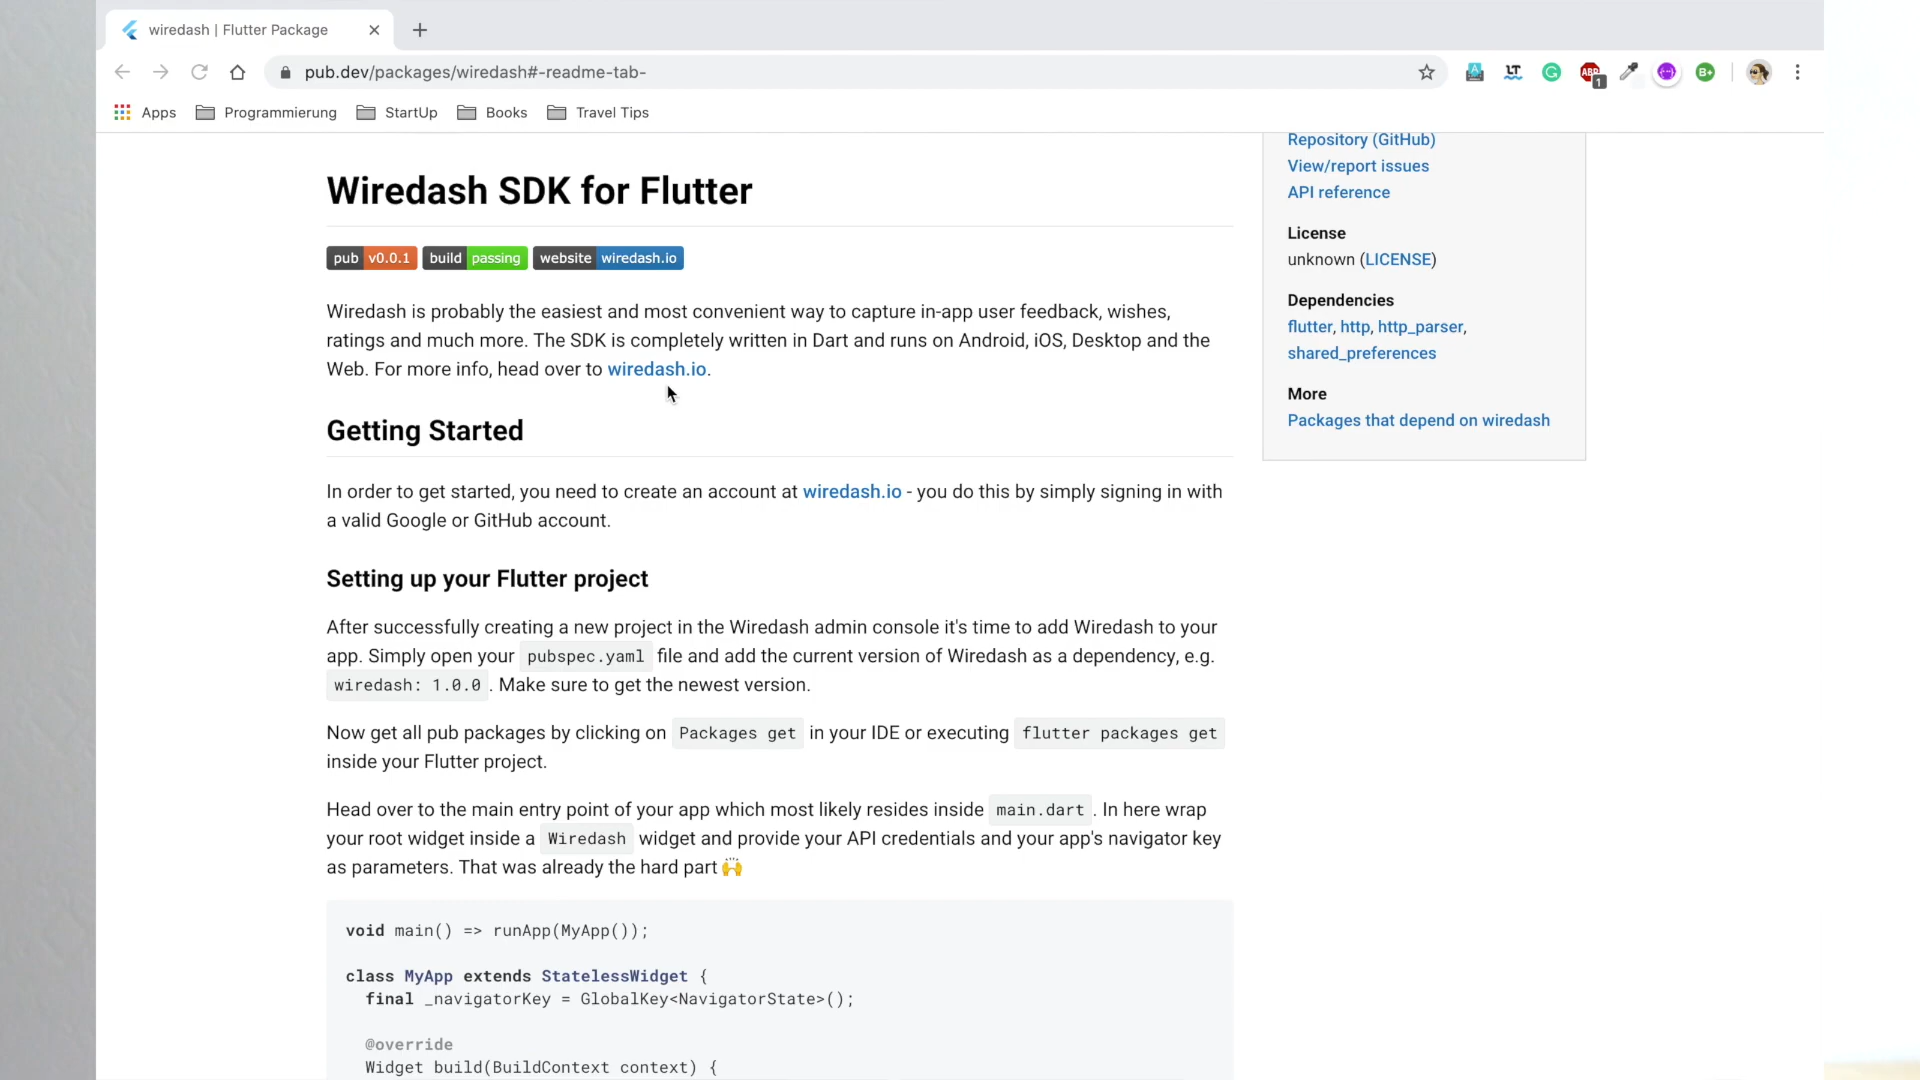 wiredash | Flutter Package
pub.dev/packages/wiredash#-readme-tab-
LT
ABP
1
B+
Apps
Programmierung
StartUp
Books
Travel Tips
Wiredash SDK for Flutter
pub v0.0.1 build passing website wiredash.io
Wiredash is probably the easiest and most convenient way to capture in-app user feedback, wishes,
ratings and much more. The SDK is completely written in Dart and runs on Android, iOS, Desktop and the
Web. For more info, head over to wiredash.io.
Getting Started
In order to get started, you need to create an account at wiredash.io - you do this by simply signing in with
a valid Google or GitHub account.
Setting up your Flutter project
After successfully creating a new project in the Wiredash admin console it's time to add Wiredash to your
app. Simply open your pubspec.yaml file and add the current version of Wiredash as a dependency, e.g.
wiredash: 1.0.0 . Make sure to get the newest version.
Now get all pub packages by clicking on Packages get in your IDE or executing flutter packages get
inside your Flutter project.
Head over to the main entry point of your app which most likely resides inside main.dart . In here wrap
your root widget inside a Wiredash widget and provide your API credentials and your app's navigator key
as parameters. That was already the hard part 🙌
void main() => runApp(MyApp());
class MyApp extends StatelessWidget {
final _navigatorKey = GlobalKey<NavigatorState>();
@override
Widget build(BuildContext context) {
Repository (GitHub)
View/report issues
API reference
License
unknown (LICENSE)
Dependencies
flutter, http, http_parser,
shared_preferences
More
Packages that depend on wiredash